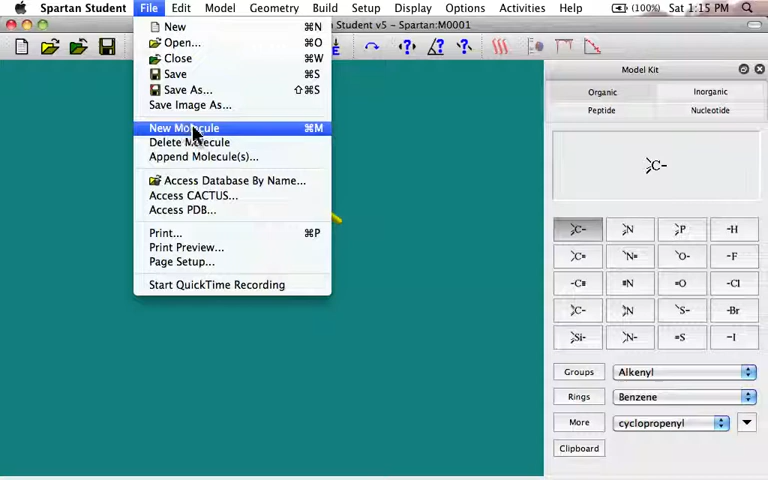 Spartan Student File Edit Model Geometry Build Setup Display Options Activities Help (100%) Sat 1:15 PM
Student v5 – Spartan:M0001
New ⌘N
Open... ⌘O
Close ⌘W
Save ⌘S
Save As... ⇧⌘S
Save Image As...
New Molecule ⌘M
Delete Molecule
Append Molecule(s)...
Access Database By Name...
Access CACTUS...
Access PDB...
Print... ⌘P
Print Preview...
Page Setup...
Start QuickTime Recording
Model Kit
Organic Inorganic
Peptide Nucleotide
C-
C- N P -H
C= N= O- -F
-C≡ ≡N =O -Cl
C- N S- -Br
Si- N- =S -I
Groups Alkenyl
Rings Benzene
More cyclopropenyl
Clipboard